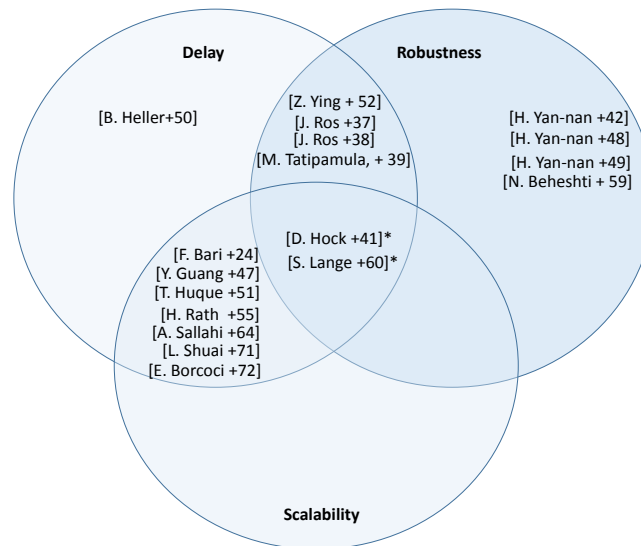 Delay
Robustness
[B. Heller+50]
[Z. Ying + 52]
[J. Ros +37]
[J. Ros +38]
[M. Tatipamula, + 39]
[H. Yan-nan +42]
[H. Yan-nan +48]
[H. Yan-nan +49]
[N. Beheshti + 59]
[D. Hock +41]*
[S. Lange +60]*
[F. Bari +24]
[Y. Guang +47]
[T. Huque +51]
[H. Rath +55]
[A. Sallahi +64]
[L. Shuai +71]
[E. Borcoci +72]
Scalability